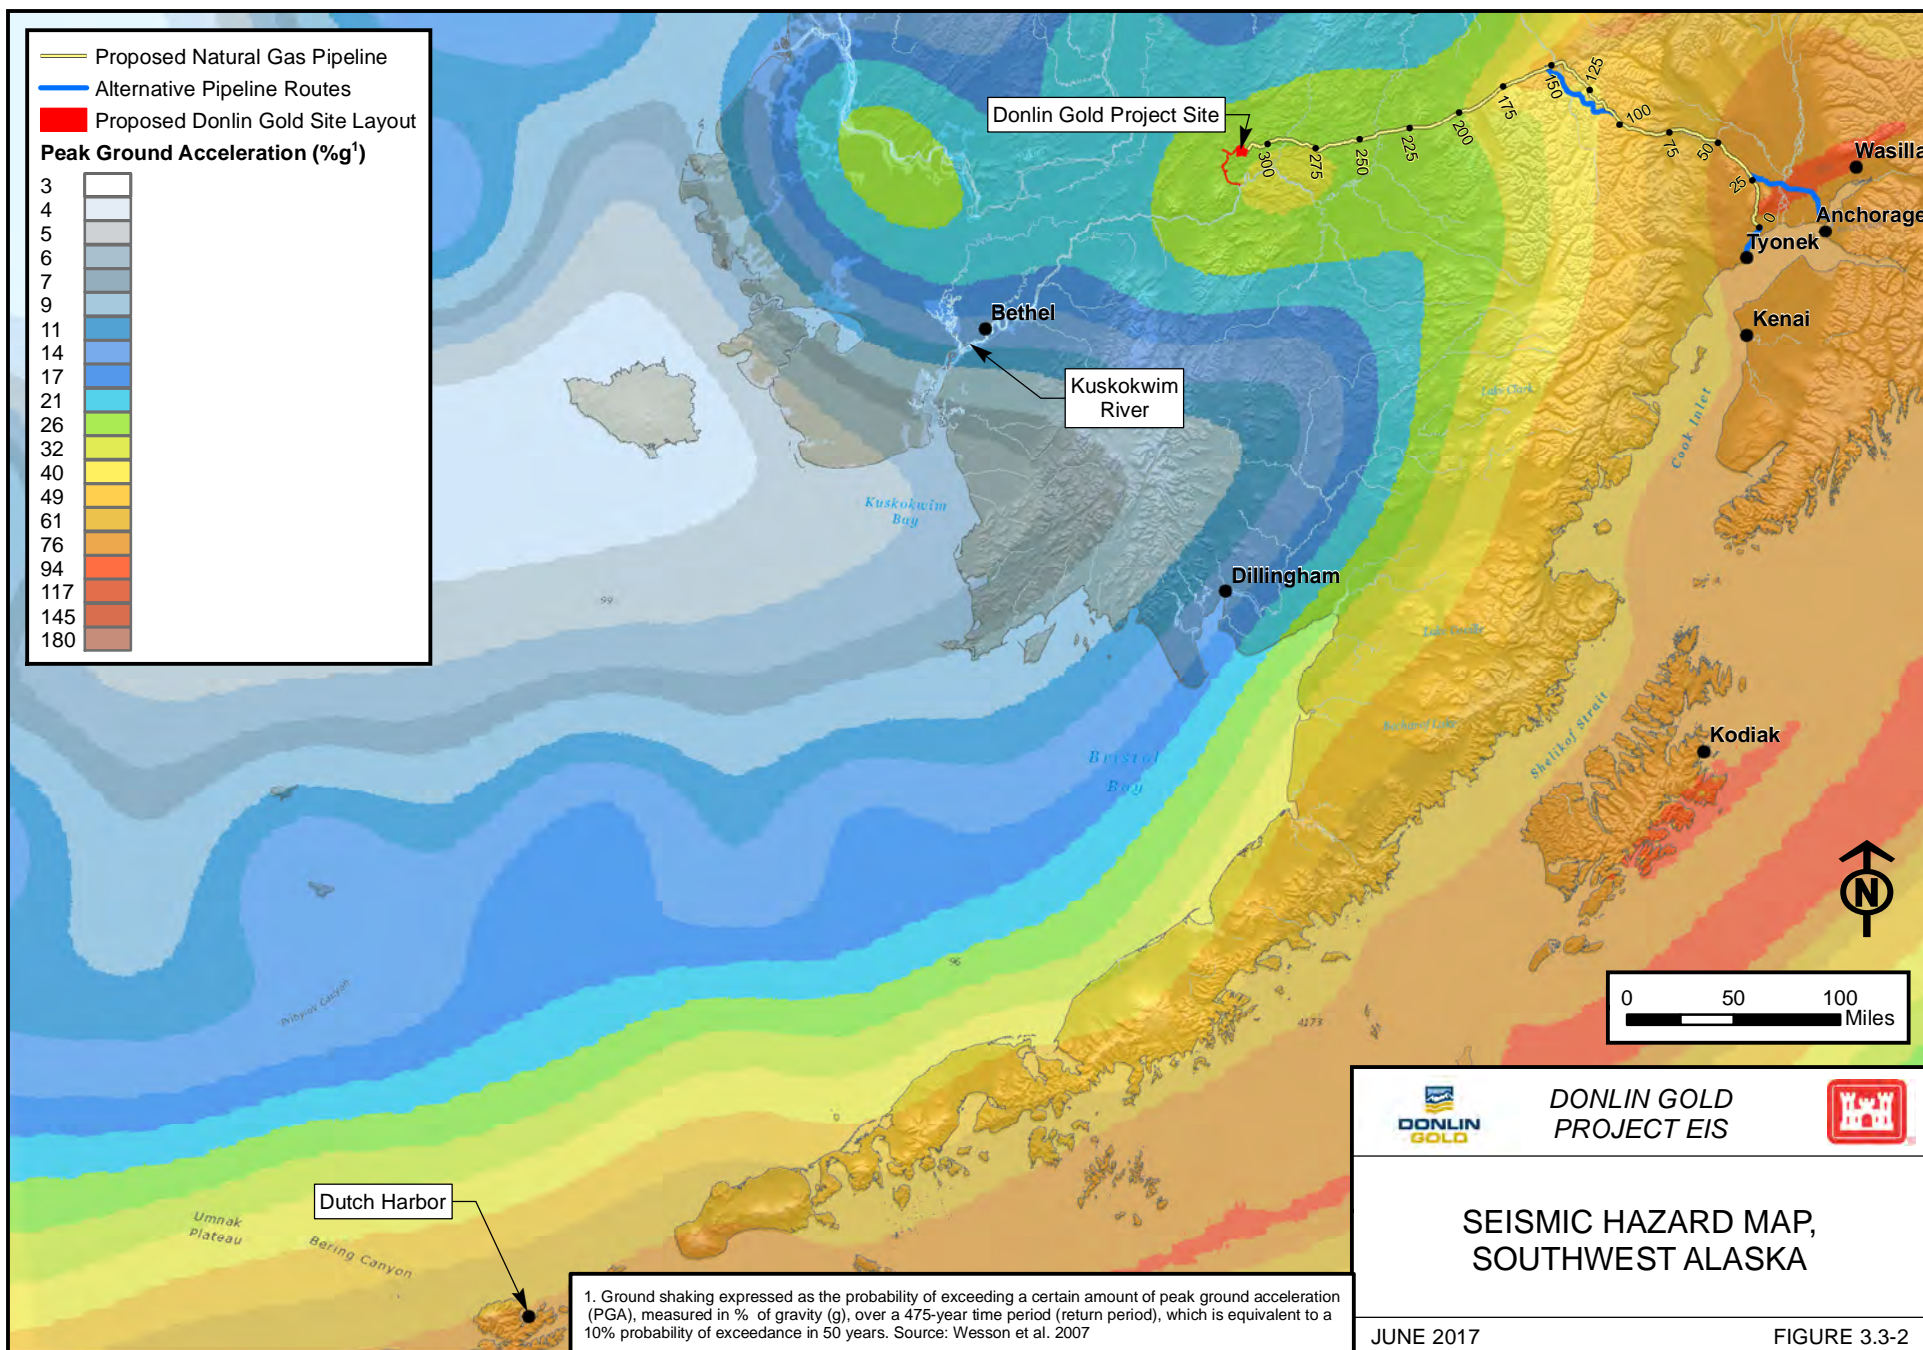 Proposed Natural Gas Pipeline
Alternative Pipeline Routes
Proposed Donlin Gold Site Layout
Peak Ground Acceleration (%g1)
3
4
5
6
7
9
11
14
17
21
26
32
40
49
61
76
94
117
145
180
Donlin Gold Project Site
300
275
250
225
200
175
150
125
100
75
50
25
0
Wasilla
Anchorage
Tyonek
Kenai
Bethel
Kuskokwim
River
Lake Clark
Cook Inlet
Kuskokwim
Bay
Dillingham
99
Shelikof Strait
Kodiak
Bristol
Bay
96
Pribilof Canyon
4173
N
0 50 100
Miles
Umnak
Plateau
Bering Canyon
Dutch Harbor
1. Ground shaking expressed as the probability of exceeding a certain amount of peak ground acceleration
(PGA), measured in % of gravity (g), over a 475-year time period (return period), which is equivalent to a
10% probability of exceedance in 50 years. Source: Wesson et al. 2007
DONLIN
GOLD
DONLIN GOLD
PROJECT EIS
SEISMIC HAZARD MAP,
SOUTHWEST ALASKA
JUNE 2017
FIGURE 3.3-2